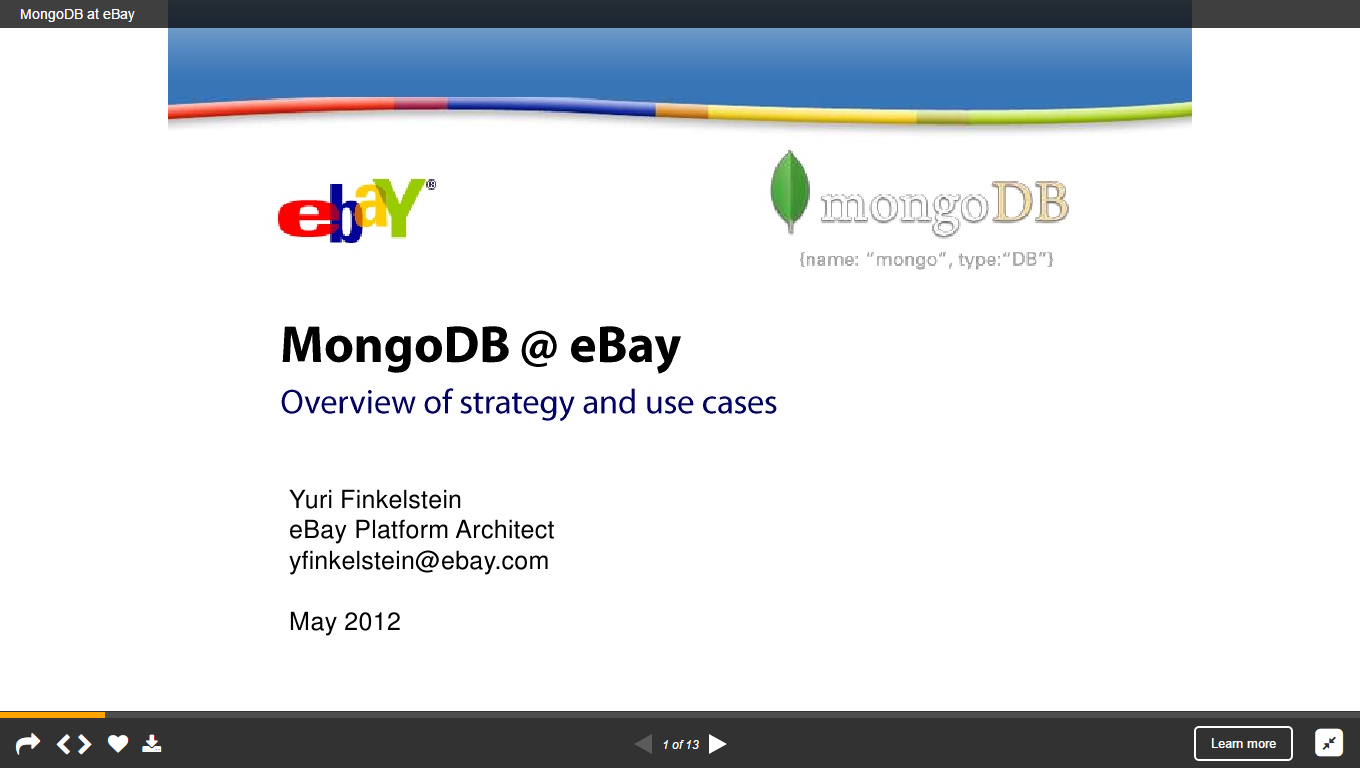 MongoDB at eBay
ebaY®
mongoDB
{name: “mongo”, type:“DB”}
MongoDB @ eBay
Overview of strategy and use cases
Yuri Finkelstein
eBay Platform Architect
yfinkelstein@ebay.com
May 2012
1 of 13
Learn more